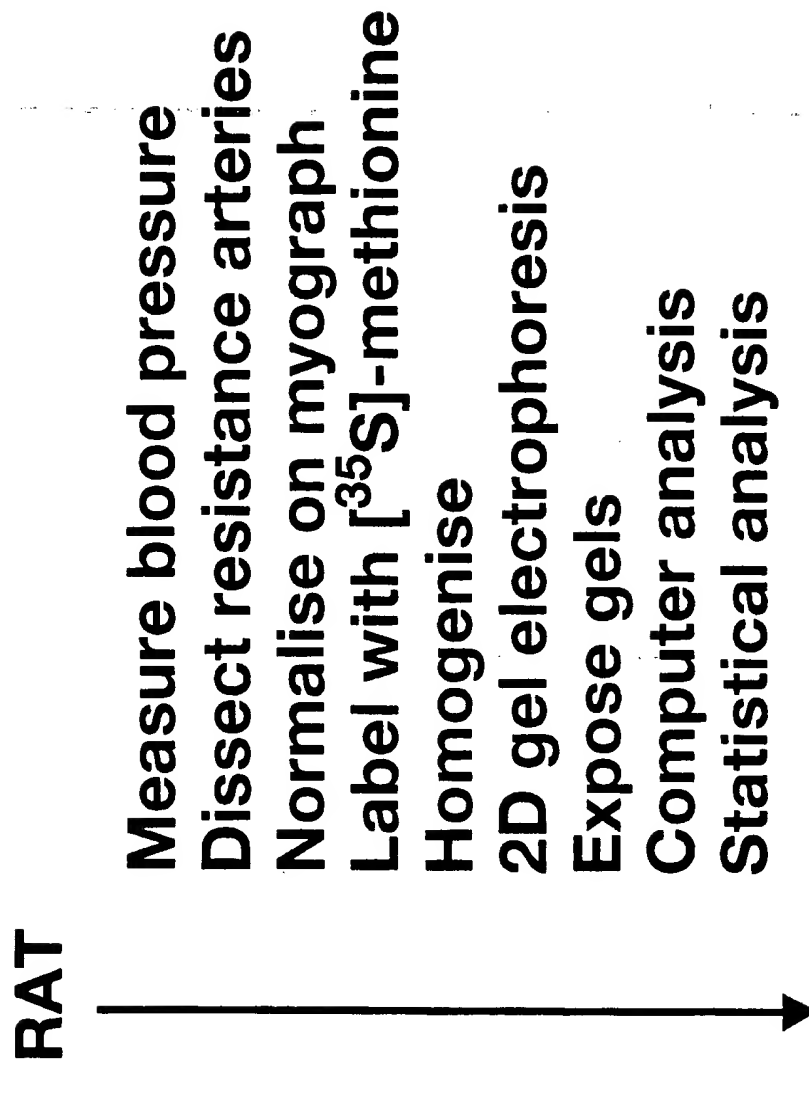 RAT
Measure blood pressure
Dissect resistance arteries
Normalise on myograph
Label with [³⁵S]-methionine
Homogenise
2D gel electrophoresis
Expose gels
Computer analysis
Statistical analysis